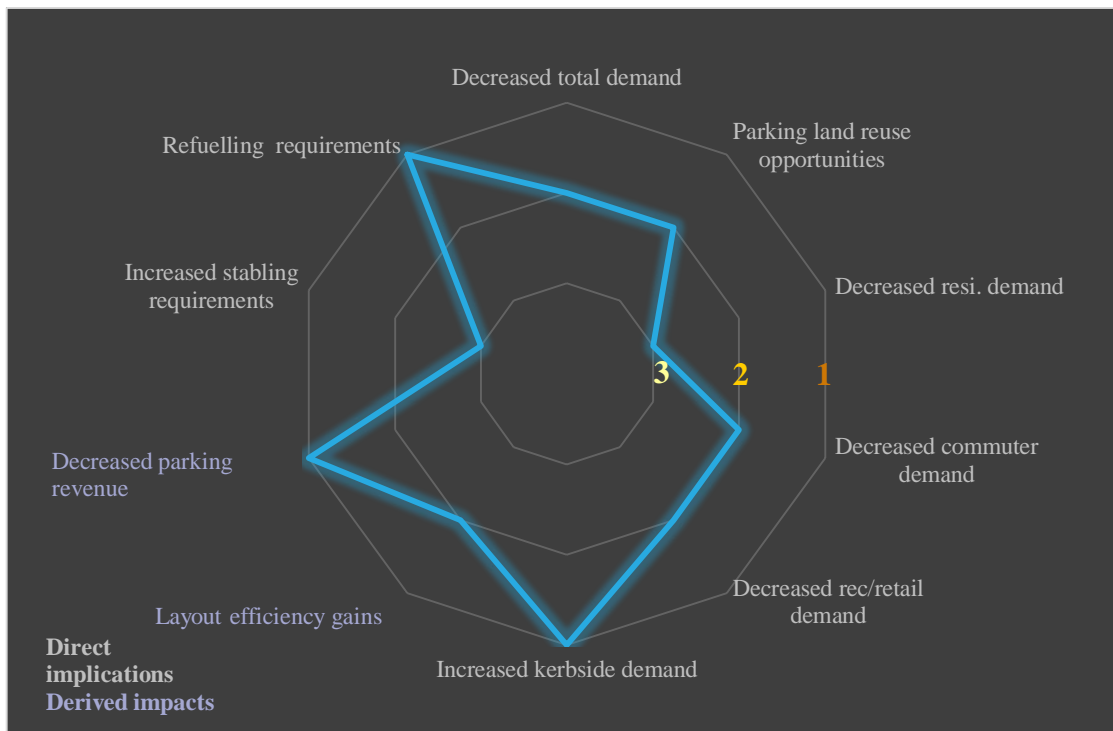 Decreased total demand
Parking land reuse
opportunities
Refuelling requirements
Increased stabling
requirements
Decreased resi. demand
3 2 1
Decreased commuter
demand
Decreased parking
revenue
Decreased rec/retail
demand
Layout efficiency gains
Increased kerbside demand
Direct
implications
Derived impacts